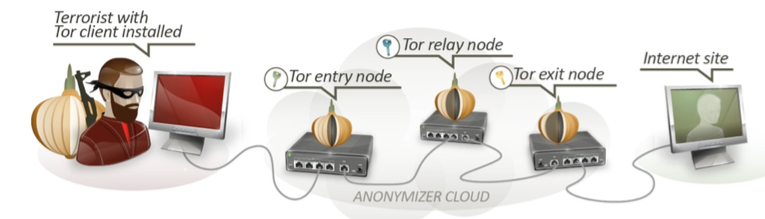 Terrorist with
Tor client installed
Tor entry node
Tor relay node
Tor exit node
Internet site
ANONYMIZER CLOUD